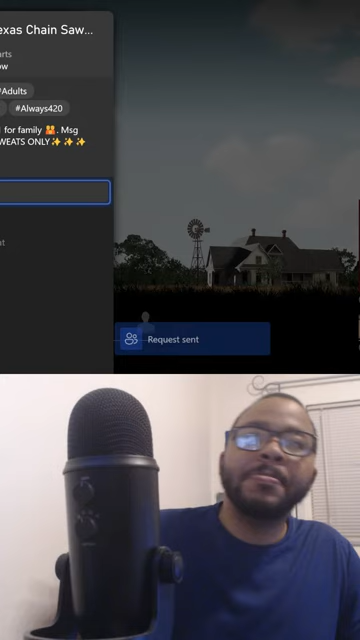 exas Chain Saw...
arts
ow
#Adults
#Always420
for family 👨‍👩‍👦. Msg
WEATS ONLY✨✨✨
Request sent